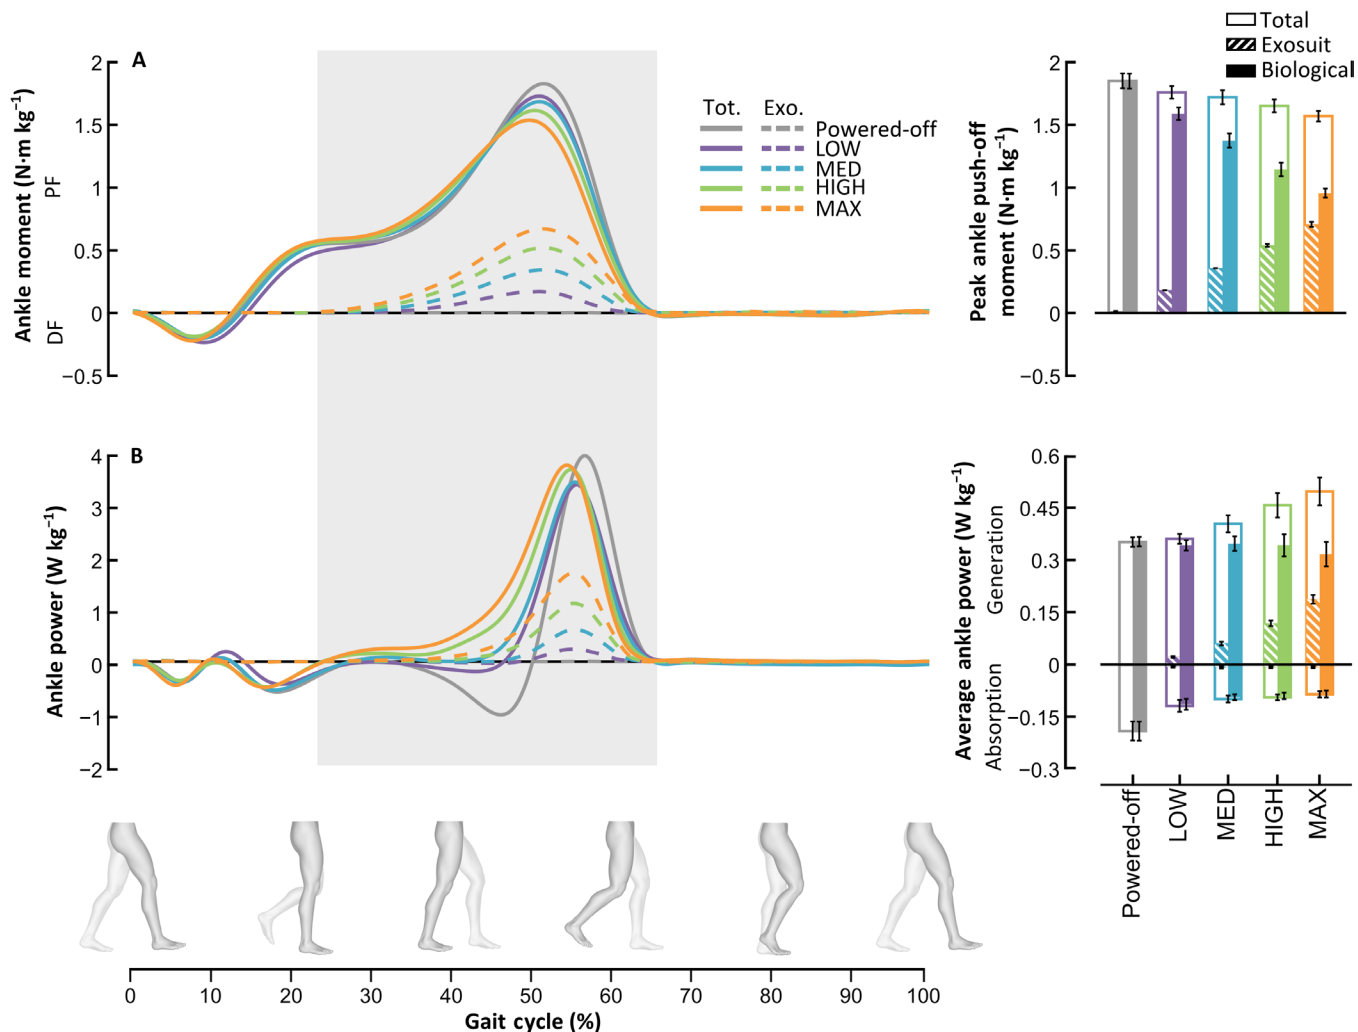 A
Ankle moment (N·m kg⁻¹)
PF
DF
2
1.5
1
0.5
0
−0.5
Tot. Exo.
Powered-off
LOW
MED
HIGH
MAX
Total
Exosuit
Biological
Peak ankle push-off
moment (N·m kg⁻¹)
2
1.5
1
0.5
0
−0.5
B
Ankle power (W kg⁻¹)
4
3
2
1
0
−1
−2
Average ankle power (W kg⁻¹)
Generation
Absorption
0.6
0.45
0.3
0.15
0
−0.15
−0.3
Powered-off
LOW
MED
HIGH
MAX
0 10 20 30 40 50 60 70 80 90 100
Gait cycle (%)